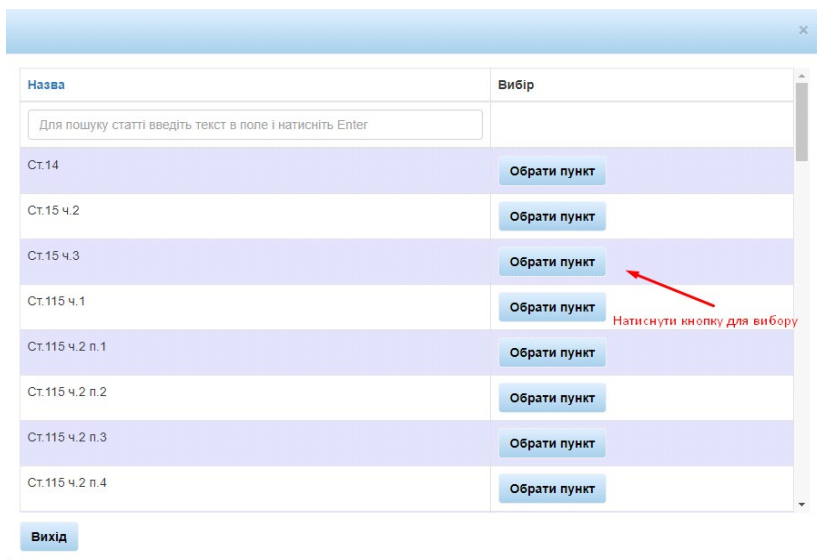 ×
Назва Вибір
Для пошуку статті введіть текст в поле і натисніть Enter
Ст.14 Обрати пункт
Ст.15 ч.2 Обрати пункт
Ст.15 ч.3 Обрати пункт
Ст.115 ч.1 Обрати пункт
Натиснути кнопку для вибору
Ст.115 ч.2 п.1 Обрати пункт
Ст.115 ч.2 п.2 Обрати пункт
Ст.115 ч.2 п.3 Обрати пункт
Ст.115 ч.2 п.4 Обрати пункт
Вихід